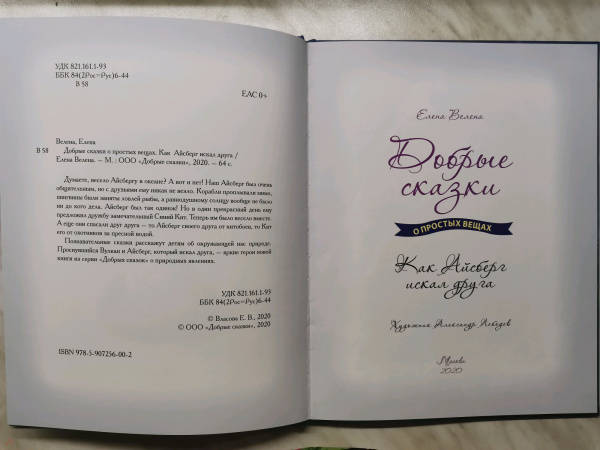 УДК 821.161.1-93
ББК 84(2Рос=Рус)6-44
В 58
ЕАС 0+
Велена, Елена
В 58 Добрые сказки о простых вещах. Как Айсберг искал друга /
Елена Велена. – М. : ООО «Добрые сказки», 2020. – 64 с.
Думаете, весело Айсбергу в океане? А вот и нет! Наш Айсберг был очень
общительным, но с друзьями ему никак не везло. Корабли проплывали мимо,
пингвины были заняты ловлей рыбы, а равнодушному солнцу вообще не было
ни до кого дела. Айсберг был так одинок! Но в один прекрасный день ему
предложил дружбу замечательный Синий Кит. Теперь им было весело вместе.
А еще они спасали друг друга – то Айсберг своего друга от китобоев, то Кит
его от охотников за пресной водой.
Познавательные сказки расскажут детям об окружающей нас природе.
Проснувшийся Вулкан и Айсберг, который искал друга, – яркие герои новой
книги из серии «Добрых сказок» о природных явлениях.
УДК 821.161.1-93
ББК 84(2Рос=Рус)6-44
© Власова Е. В., 2020
© ООО «Добрые сказки», 2020
ISBN 978-5-907256-00-2
Елена Велена
Добрые
сказки
О ПРОСТЫХ ВЕЩАХ
Как Айсберг
искал друга
Художник Александр Лебедев
Москва
2020